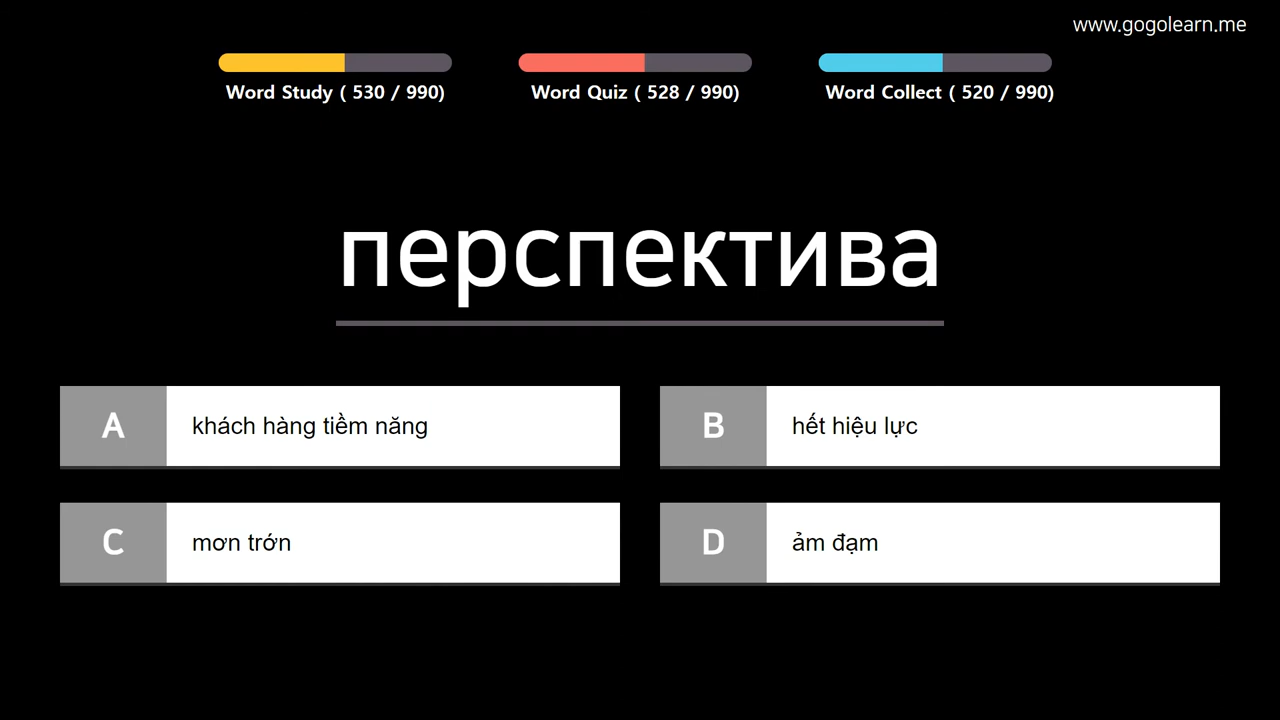 www.gogolearn.me
Word Study ( 530 / 990)
Word Quiz ( 528 / 990)
Word Collect ( 520 / 990)
перспектива
A
khách hàng tiềm năng
B
hết hiệu lực
C
mơn trớn
D
ảm đạm